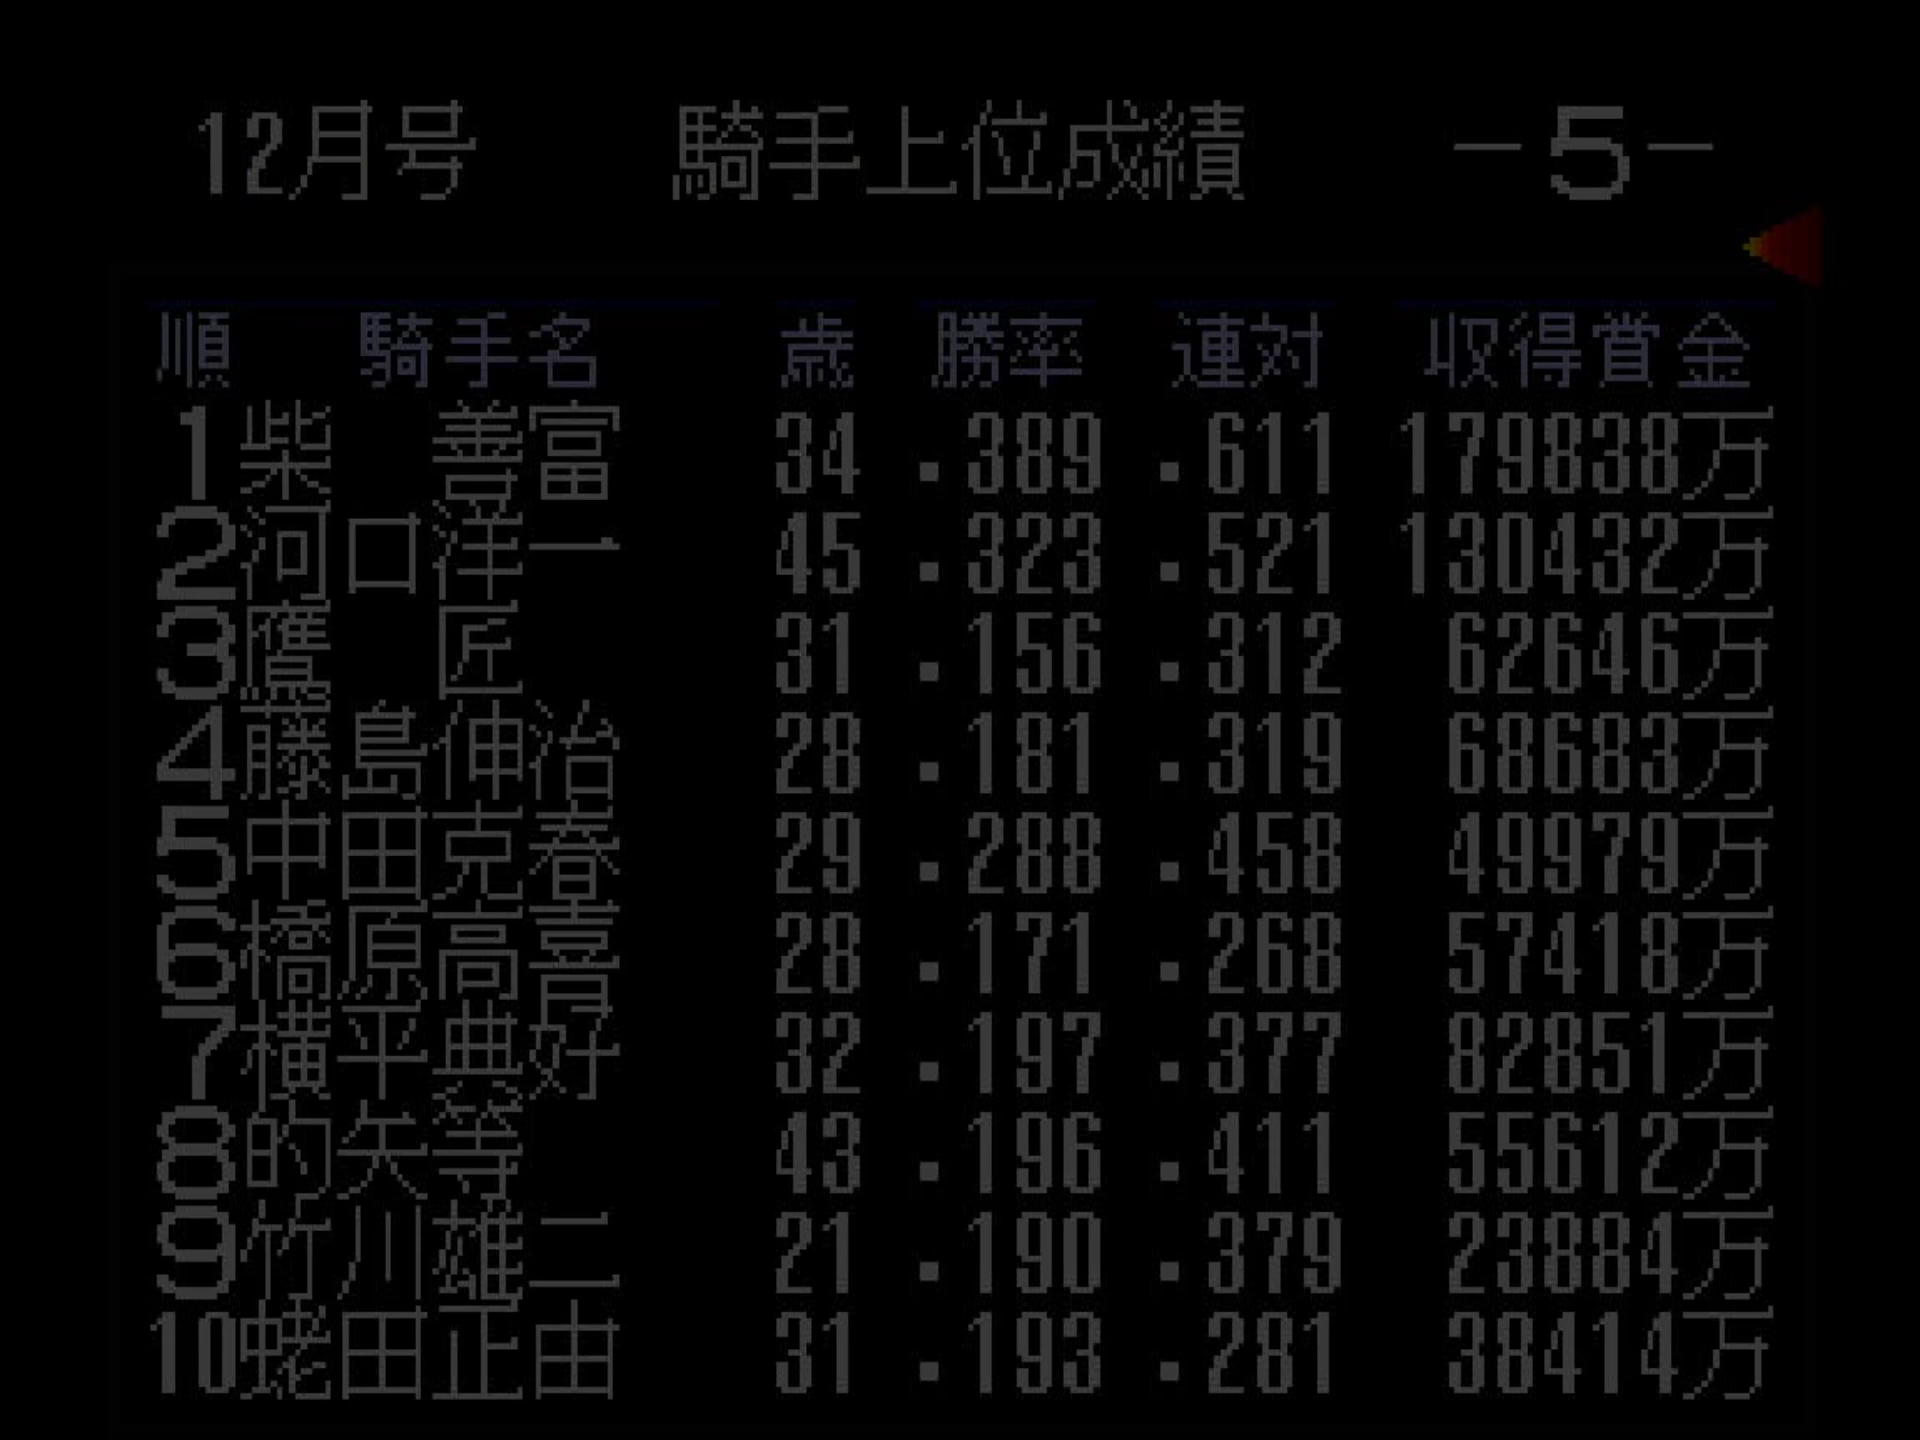 12月号 騎手上位成績 －5－
順 騎手名 歳 勝率 連対 収得賞金
1 柴 善富 34 .389 .611 179838万
2 河口洋一 45 .323 .521 130432万
3 鷹 匠 31 .156 .312 62646万
4 藤島伸治 28 .181 .319 68683万
5 中田克春 29 .288 .458 49979万
6 橋原高喜 28 .171 .268 57418万
7 横平典好 32 .197 .377 82851万
8 的矢等 43 .196 .411 55612万
9 竹川雄二 21 .190 .379 23884万
10 蛯田正由 31 .193 .281 38414万